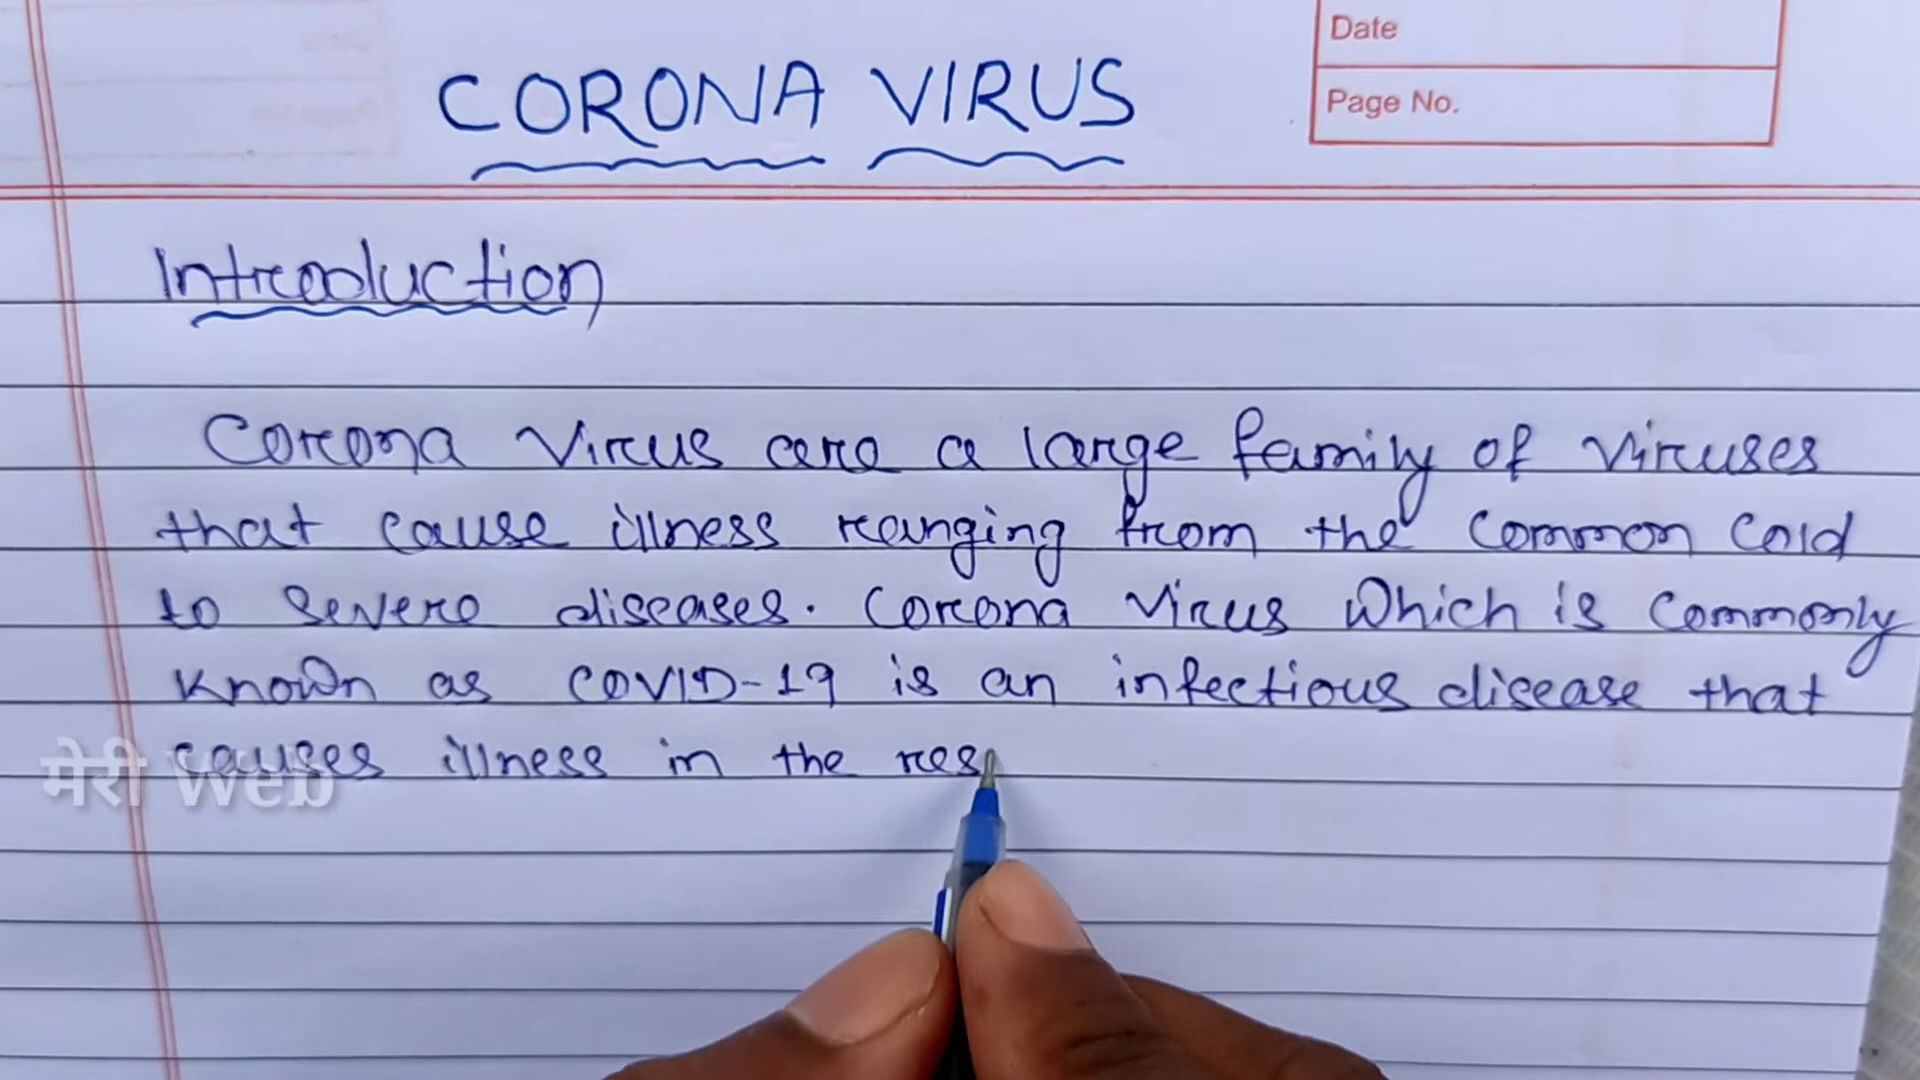 Date
Page No.
CORONA VIRUS
Introduction
Corona Virus are a large family of viruses
that cause illness ranging from the common cold
to severe diseases. Corona virus which is commonly
known as COVID-19 is an infectious disease that
causes illness in the res
मेरी Web